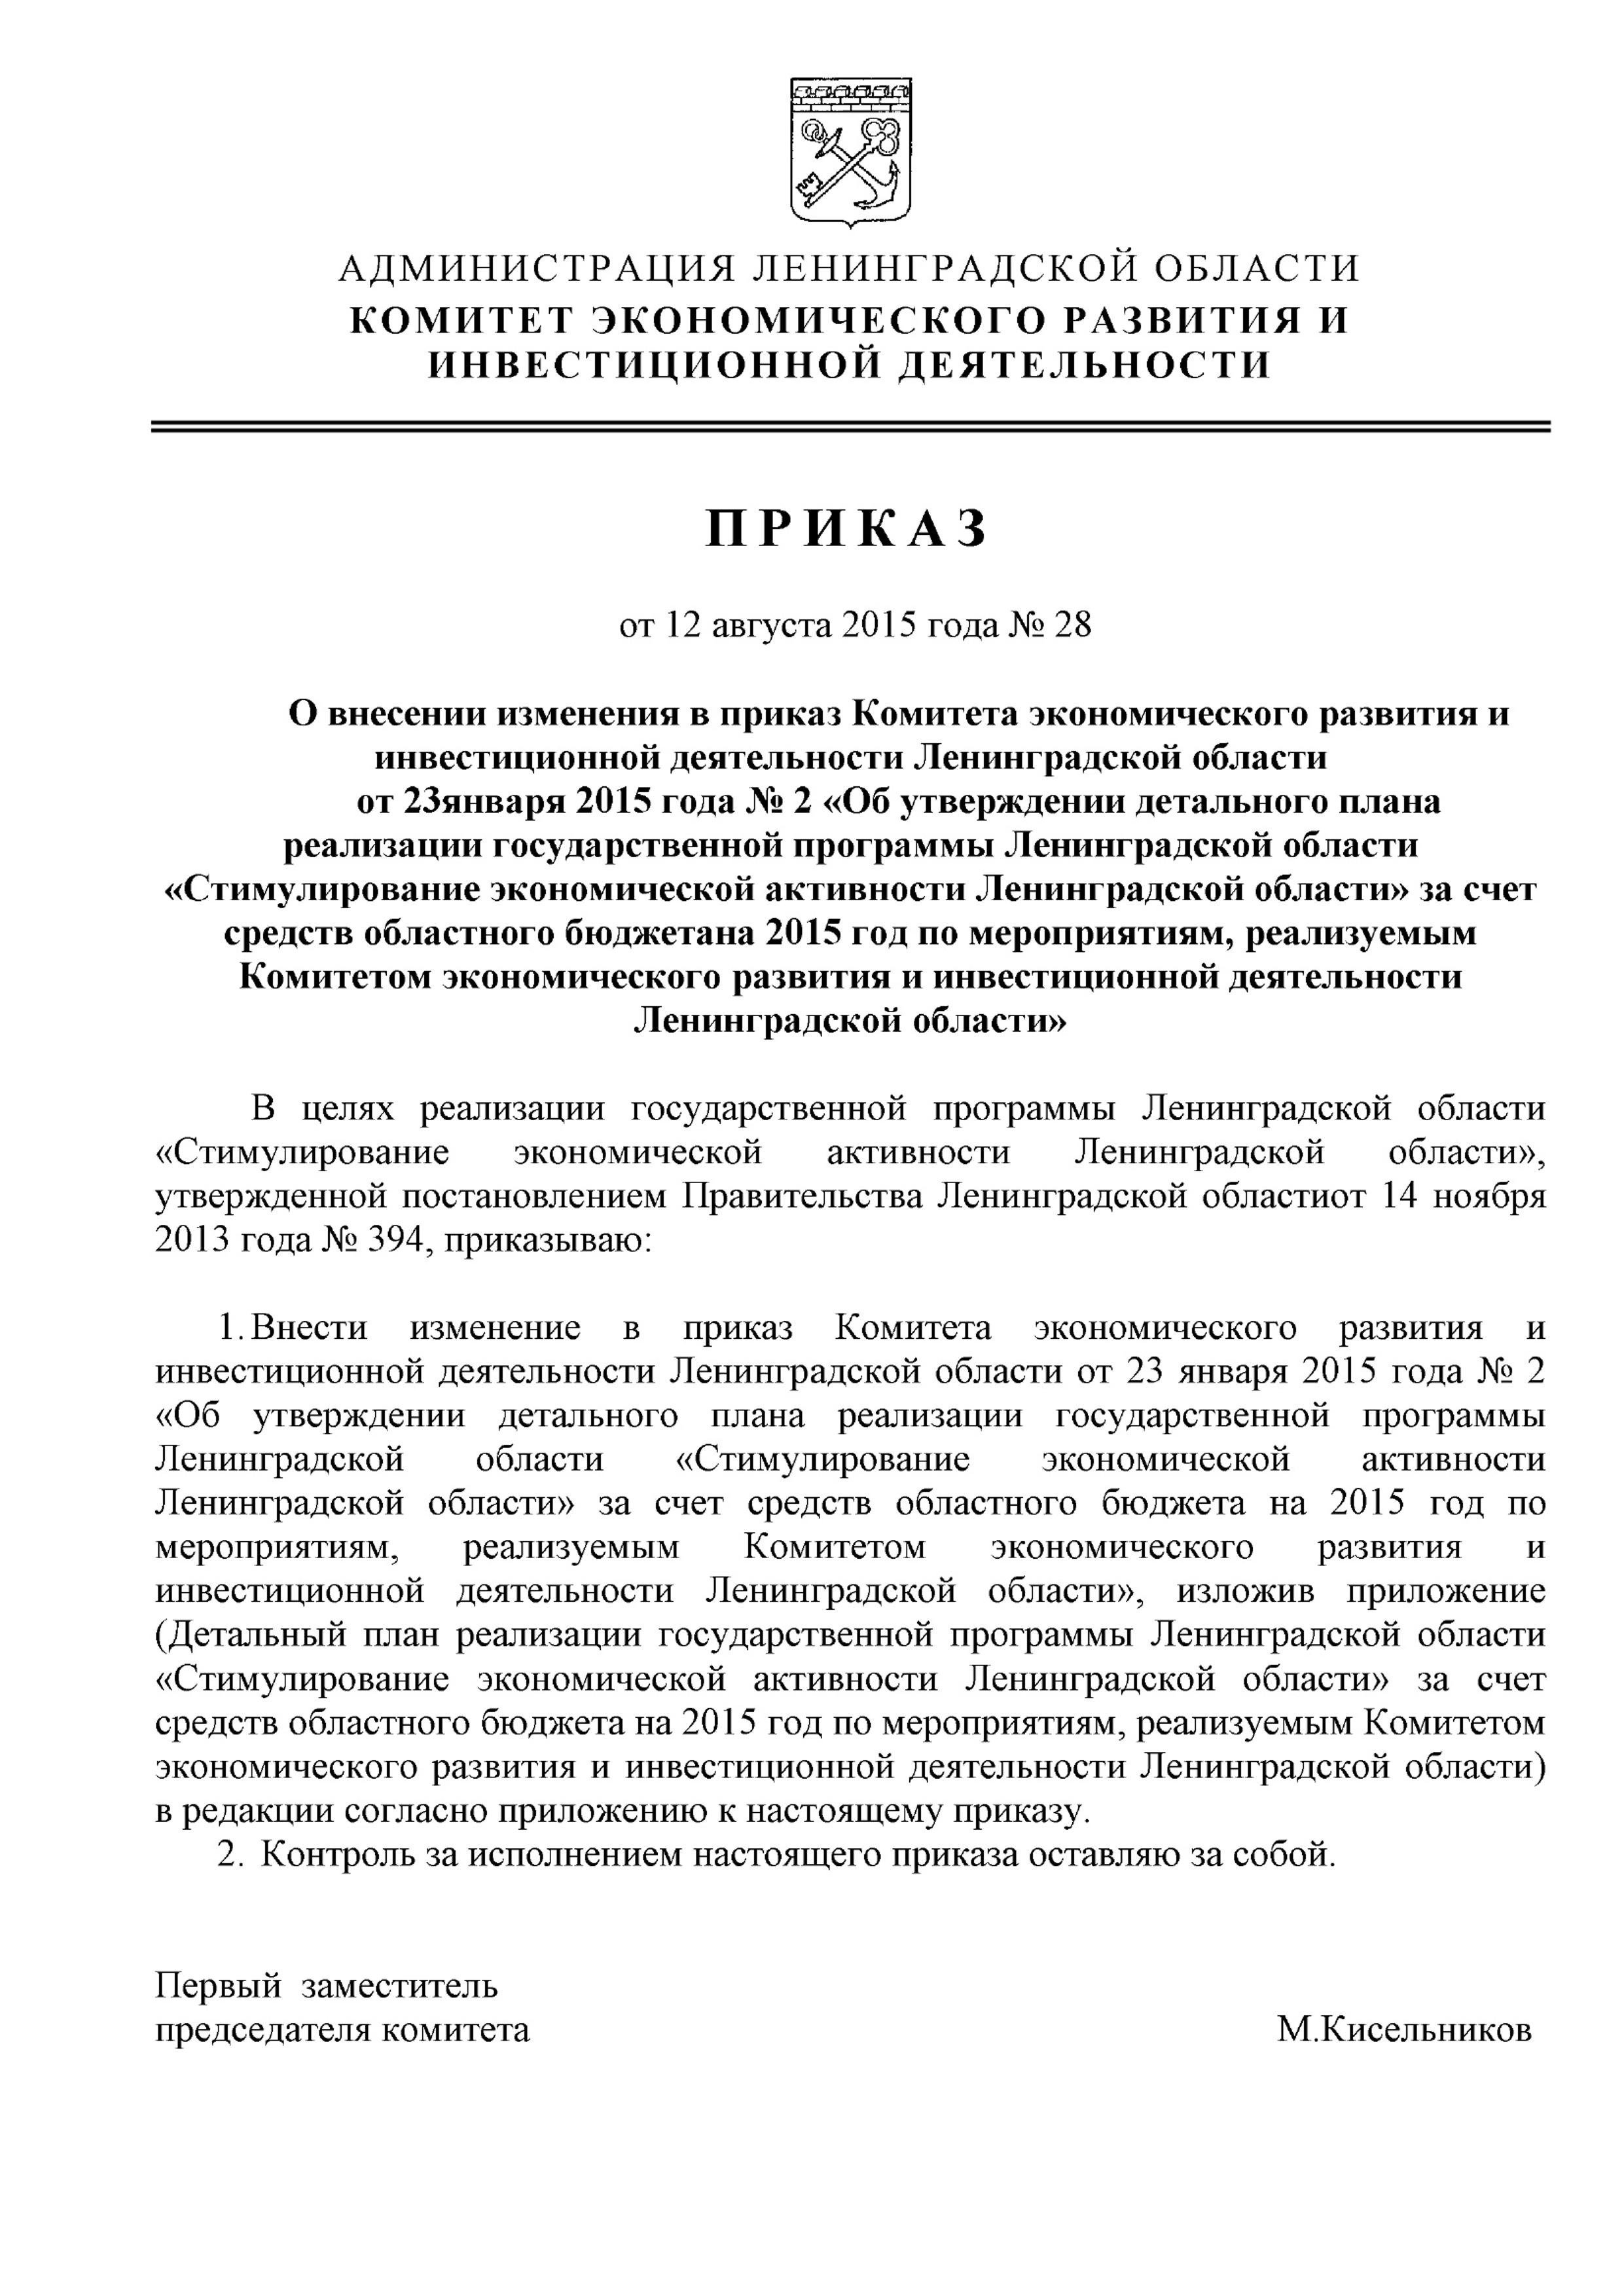 АДМИНИСТРАЦИЯ ЛЕНИНГРАДСКОЙ ОБЛАСТИ
КОМИТЕТ ЭКОНОМИЧЕСКОГО РАЗВИТИЯ И
ИНВЕСТИЦИОННОЙ ДЕЯТЕЛЬНОСТИ
ПРИКАЗ
от 12 августа 2015 года № 28
О внесении изменения в приказ Комитета экономического развития и
инвестиционной деятельности Ленинградской области
от 23января 2015 года № 2 «Об утверждении детального плана
реализации государственной программы Ленинградской области
«Стимулирование экономической активности Ленинградской области» за счет
средств областного бюджетана 2015 год по мероприятиям, реализуемым
Комитетом экономического развития и инвестиционной деятельности
Ленинградской области»
В целях реализации государственной программы Ленинградской области
«Стимулирование экономической активности Ленинградской области»,
утвержденной постановлением Правительства Ленинградской областиот 14 ноября
2013 года № 394, приказываю:
1. Внести изменение в приказ Комитета экономического развития и
инвестиционной деятельности Ленинградской области от 23 января 2015 года № 2
«Об утверждении детального плана реализации государственной программы
Ленинградской области «Стимулирование экономической активности
Ленинградской области» за счет средств областного бюджета на 2015 год по
мероприятиям, реализуемым Комитетом экономического развития и
инвестиционной деятельности Ленинградской области», изложив приложение
(Детальный план реализации государственной программы Ленинградской области
«Стимулирование экономической активности Ленинградской области» за счет
средств областного бюджета на 2015 год по мероприятиям, реализуемым Комитетом
экономического развития и инвестиционной деятельности Ленинградской области)
в редакции согласно приложению к настоящему приказу.
2. Контроль за исполнением настоящего приказа оставляю за собой.
Первый заместитель
председателя комитета М.Кисельников